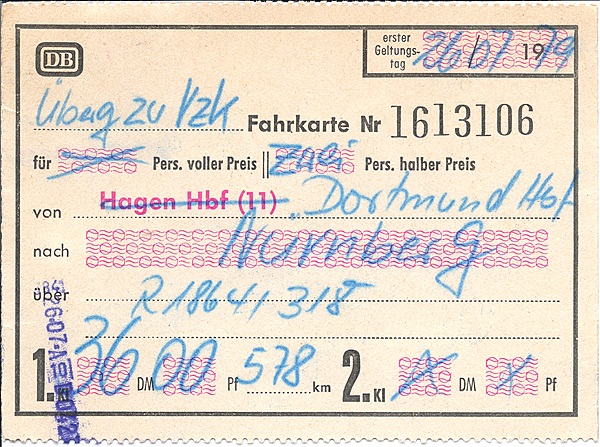 DB
erster Geltungstag 26/07 1979
Überg zu Vzk Fahrkarte Nr 1613106
für Pers. voller Preis zwei Pers. halber Preis
von Hagen Hbf (11) Dortmund Hbf
nach Nürnberg
über R 18641/318
1.Kl 36 DM 00 Pf 578 km 2.Kl X DM X Pf